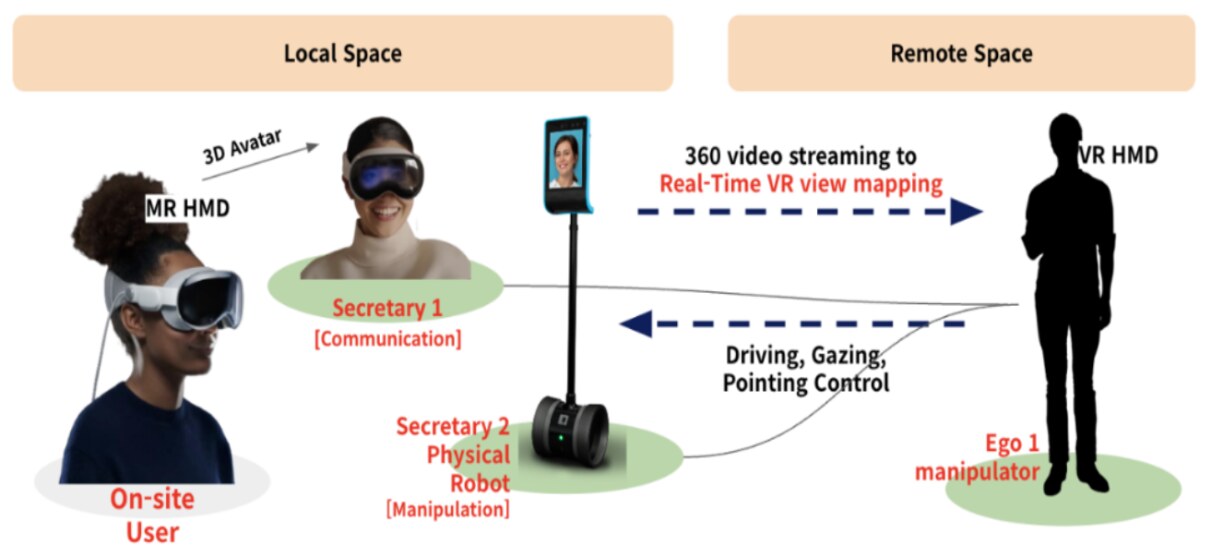 Local Space
Remote Space
3D Avatar
MR HMD
360 video streaming to
Real-Time VR view mapping
VR HMD
Secretary 1
[Communication]
Driving, Gazing,
Pointing Control
Secretary 2
Physical
Robot
[Manipulation]
Ego 1
manipulator
On-site
User